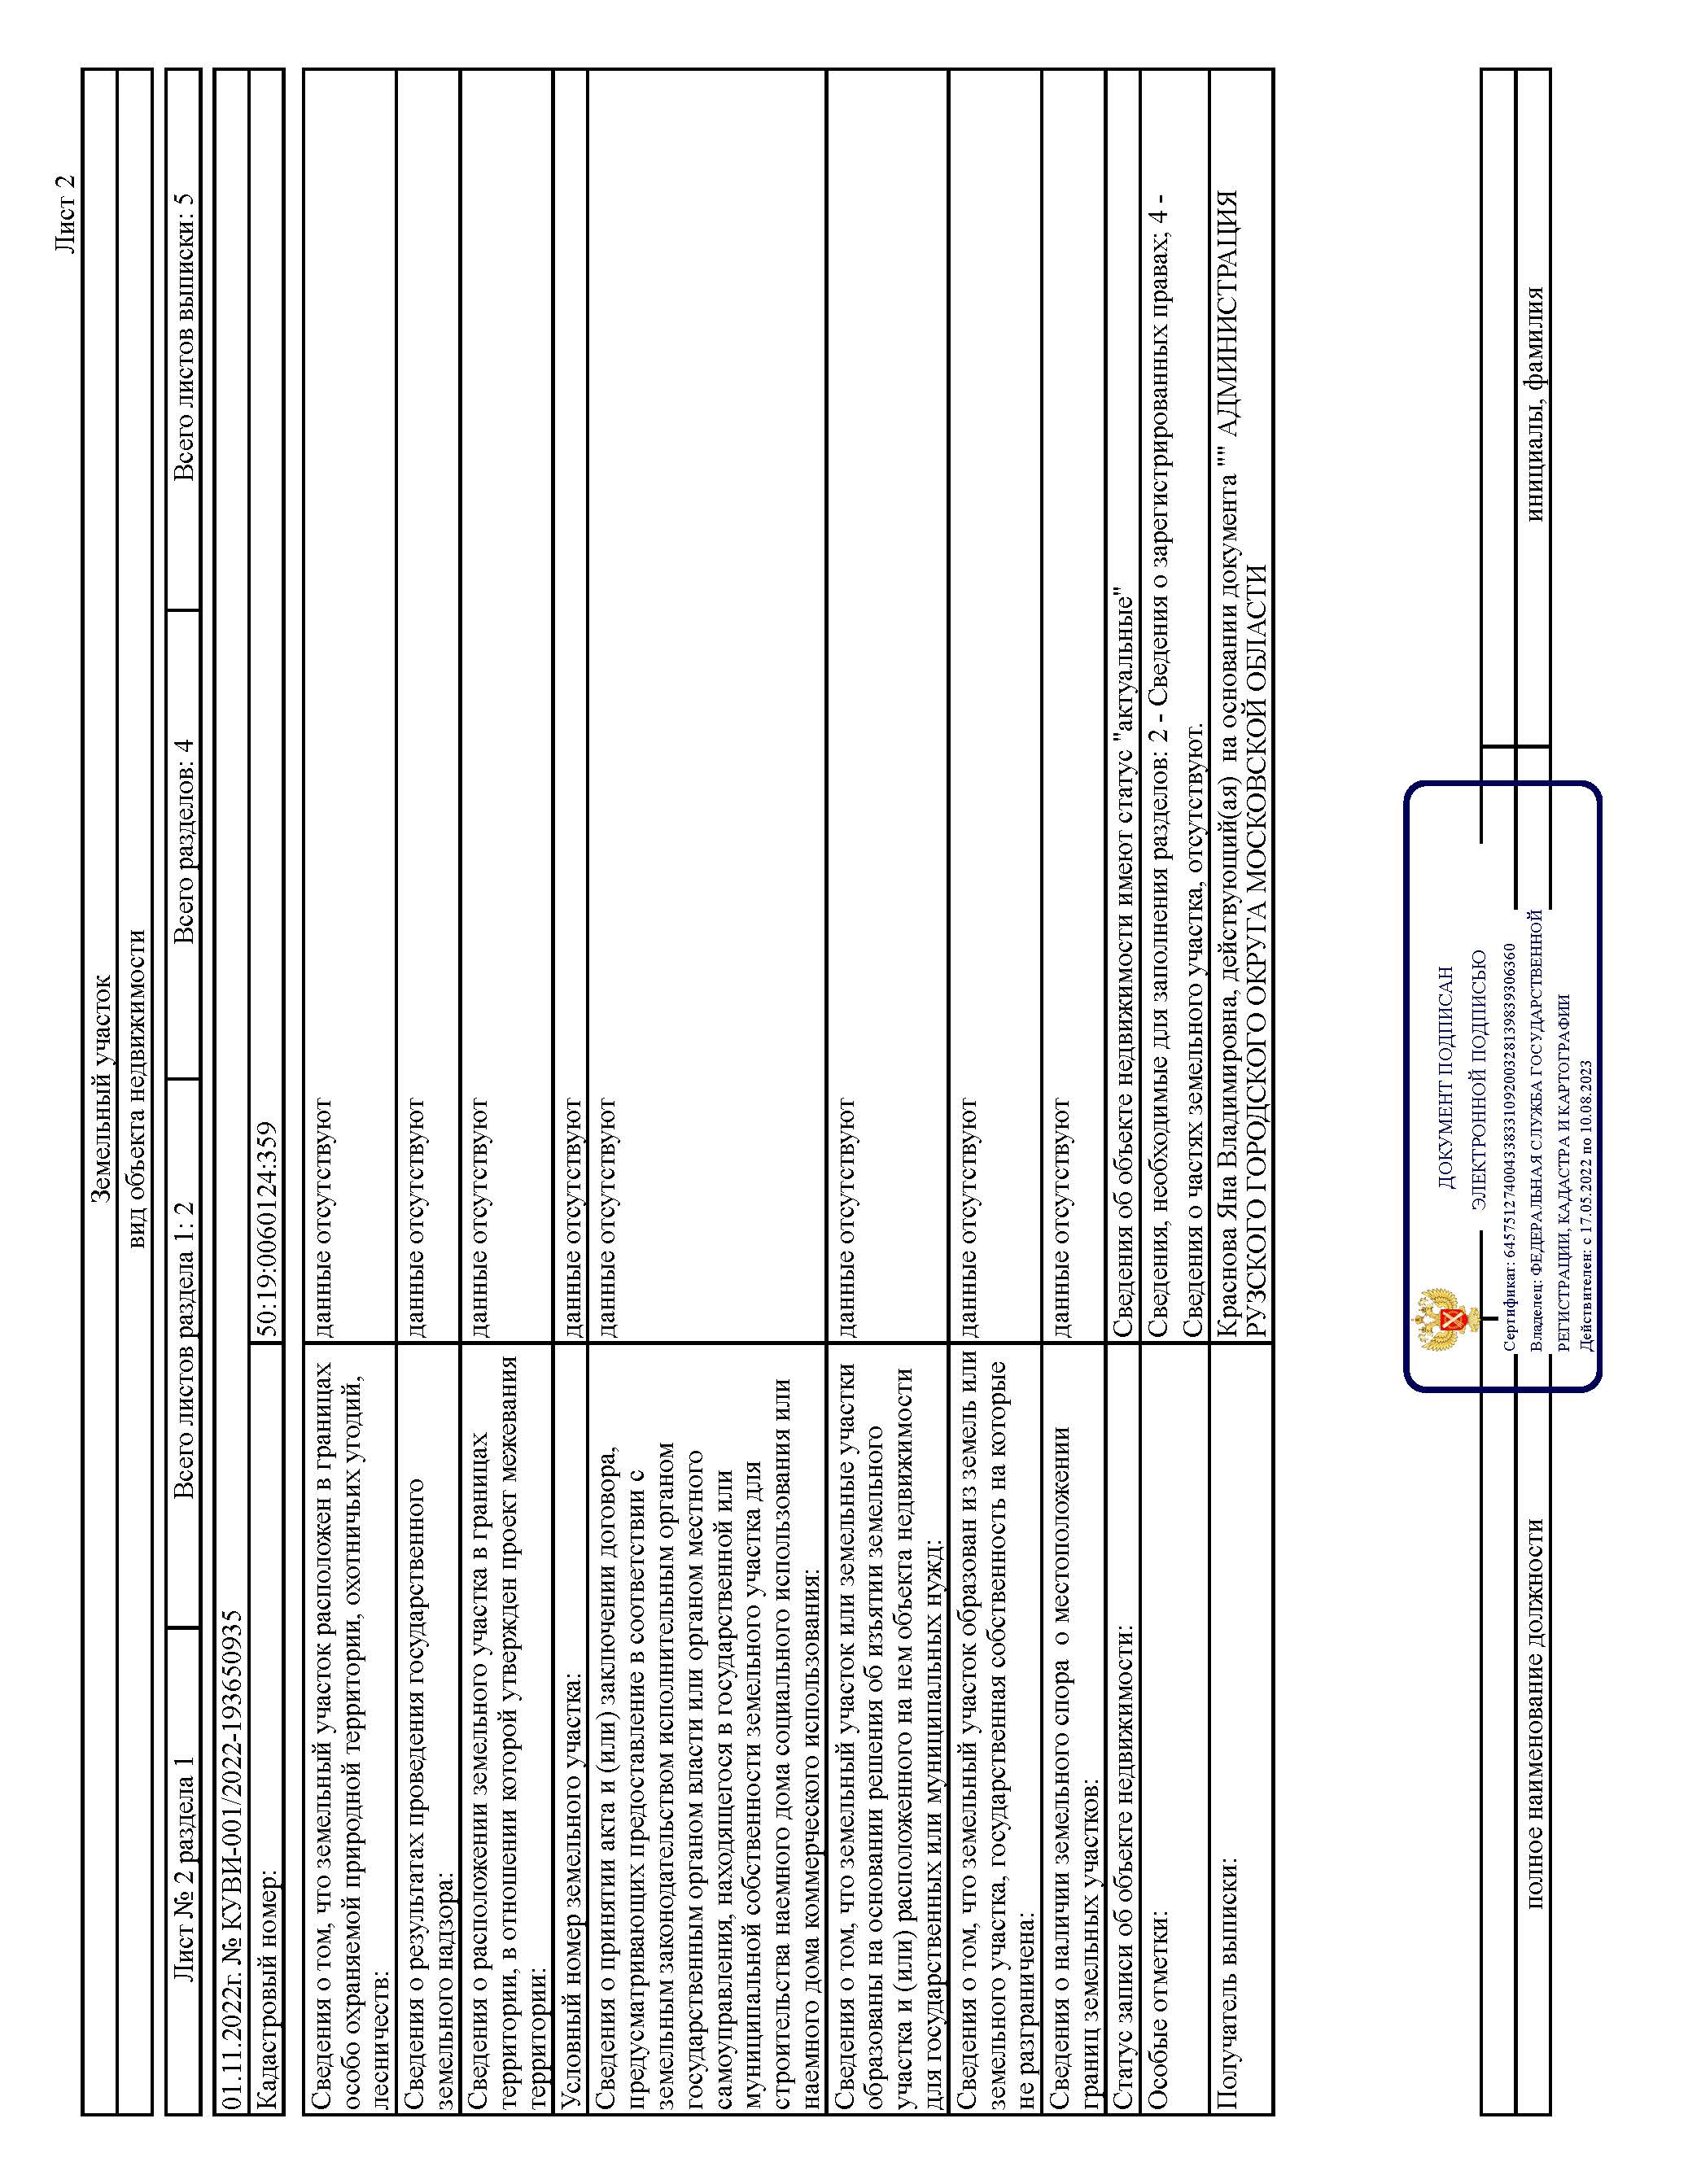 Лист 2
Земельный участок
вид объекта недвижимости
Лист № 2 раздела 1
Всего листов раздела 1: 2
Всего разделов: 4
Всего листов выписки: 5
01.11.2022г. № КУВИ-001/2022-193650935
Кадастровый номер:
50:19:0060124:359
Сведения о том, что земельный участок расположен в границах
особо охраняемой природной территории, охотничьих угодий,
лесничеств:
данные отсутствуют
Сведения о результатах проведения государственного
земельного надзора:
данные отсутствуют
Сведения о расположении земельного участка в границах
территории, в отношении которой утвержден проект межевания
территории:
данные отсутствуют
Условный номер земельного участка:
данные отсутствуют
Сведения о принятии акта и (или) заключении договора,
предусматривающих предоставление в соответствии с
земельным законодательством исполнительным органом
государственным органом власти или органом местного
самоуправления, находящегося в государственной или
муниципальной собственности земельного участка для
строительства наемного дома социального использования или
наемного дома коммерческого использования:
данные отсутствуют
Сведения о том, что земельный участок или земельные участки
образованы на основании решения об изъятии земельного
участка и (или) расположенного на нем объекта недвижимости
для государственных или муниципальных нужд:
данные отсутствуют
Сведения о том, что земельный участок образован из земель или
земельного участка, государственная собственность на которые
не разграничена:
данные отсутствуют
Сведения о наличии земельного спора о местоположении
границ земельных участков:
данные отсутствуют
Статус записи об объекте недвижимости:
Сведения об объекте недвижимости имеют статус "актуальные"
Особые отметки:
Сведения, необходимые для заполнения разделов: 2 - Сведения о зарегистрированных правах; 4 -
Сведения о частях земельного участка, отсутствуют.
Получатель выписки:
Краснова Яна Владимировна, действующий(ая) на основании документа "" АДМИНИСТРАЦИЯ
РУЗСКОГО ГОРОДСКОГО ОКРУГА МОСКОВСКОЙ ОБЛАСТИ
ДОКУМЕНТ ПОДПИСАН
ЭЛЕКТРОННОЙ ПОДПИСЬЮ
Сертификат: 64575127400433833109200328139839306360
Владелец: ФЕДЕРАЛЬНАЯ СЛУЖБА ГОСУДАРСТВЕННОЙ
РЕГИСТРАЦИИ, КАДАСТРА И КАРТОГРАФИИ
Действителен: с 17.05.2022 по 10.08.2023
полное наименование должности
инициалы, фамилия